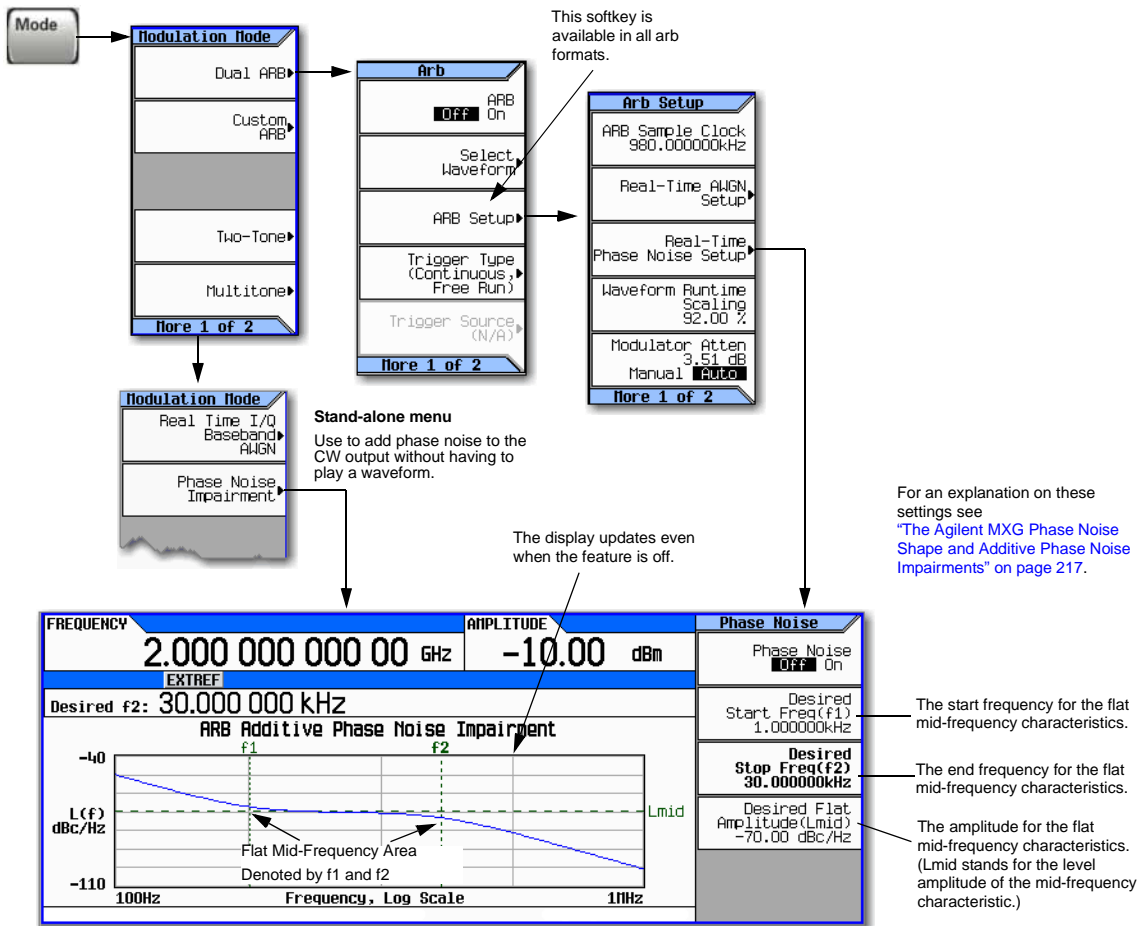 Mode
Modulation Mode
Dual ARB
Custom
ARB
Two-Tone
Multitone
More 1 of 2
This softkey is
available in all arb
formats.
Arb
ARB
Off On
Select
Waveform
ARB Setup
Trigger Type
(Continuous,
Free Run)
Trigger Source
(N/A)
More 1 of 2
Arb Setup
ARB Sample Clock
980.000000kHz
Real-Time AWGN
Setup
Real-Time
Phase Noise Setup
Waveform Runtime
Scaling
92.00 %
Modulator Atten
3.51 dB
Manual Auto
More 1 of 2
Modulation Mode
Real Time I/Q
Baseband
AWGN
Phase Noise
Impairment
Stand-alone menu
Use to add phase noise to the
CW output without having to
play a waveform.
The display updates even
when the feature is off.
For an explanation on these
settings see
“The Agilent MXG Phase Noise
Shape and Additive Phase Noise
Impairments” on page 217.
FREQUENCY
2.000 000 000 00 GHz
AMPLITUDE
-10.00 dBm
EXTREF
Desired f2: 30.000 000 kHz
ARB Additive Phase Noise Impairment
f1
f2
-40
L(f)
dBc/Hz
Lmid
Flat Mid-Frequency Area
Denoted by f1 and f2
-110
100Hz
Frequency, Log Scale
1MHz
Phase Noise
Phase Noise
Off On
Desired
Start Freq(f1)
1.000000kHz
Desired
Stop Freq(f2)
30.000000kHz
Desired Flat
Amplitude(Lmid)
-70.00 dBc/Hz
The start frequency for the flat
mid-frequency characteristics.
The end frequency for the flat
mid-frequency characteristics.
The amplitude for the flat
mid-frequency characteristics.
(Lmid stands for the level
amplitude of the mid-frequency
characteristic.)